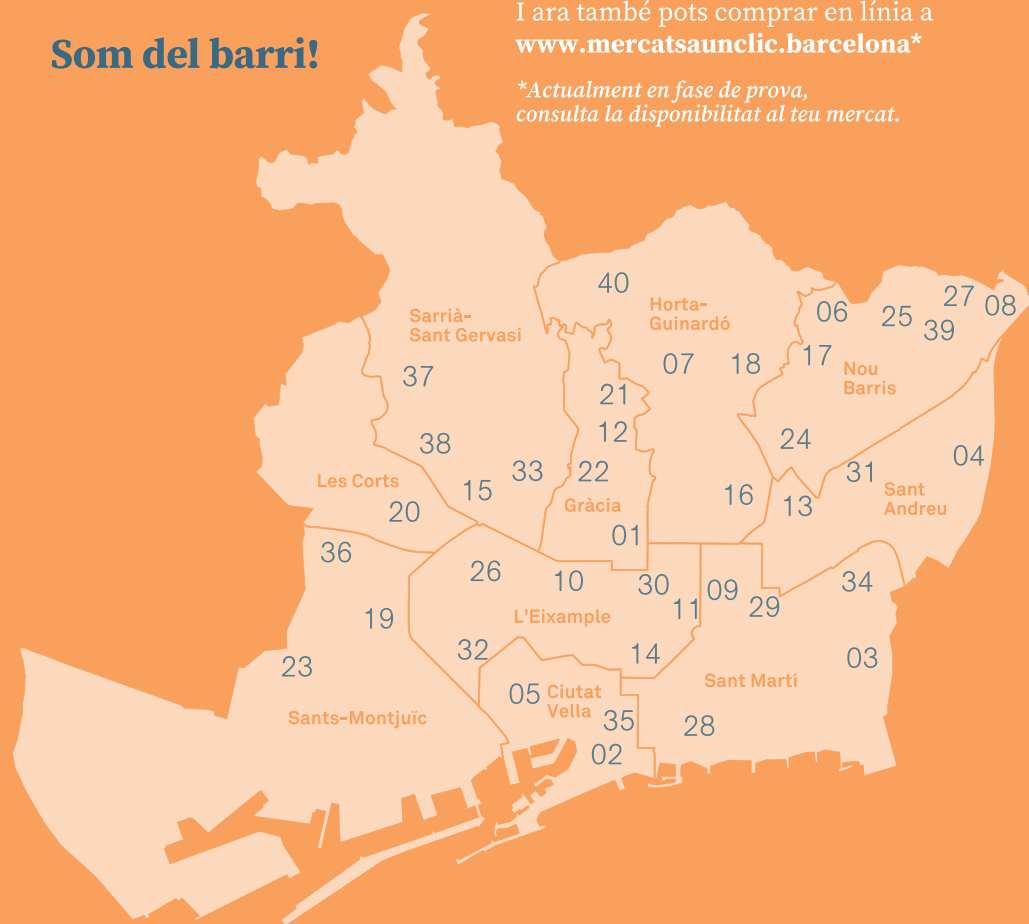 Som del barri!
I ara també pots comprar en línia a
www.mercatsaunclic.barcelona*
*Actualment en fase de prova,
consulta la disponibilitat al teu mercat.
40
Horta-
Guinardó
06
25
27
08
39
Sarrià-
Sant Gervasi
17
07
18
Nou
Barris
37
21
12
24
38
04
33
22
31
Les Corts
15
16
Sant
Andreu
20
Gràcia
13
01
36
26
10
30
34
09
29
11
19
L'Eixample
32
14
03
23
Sant Martí
05
Ciutat
Vella
Sants-Montjuïc
35
28
02